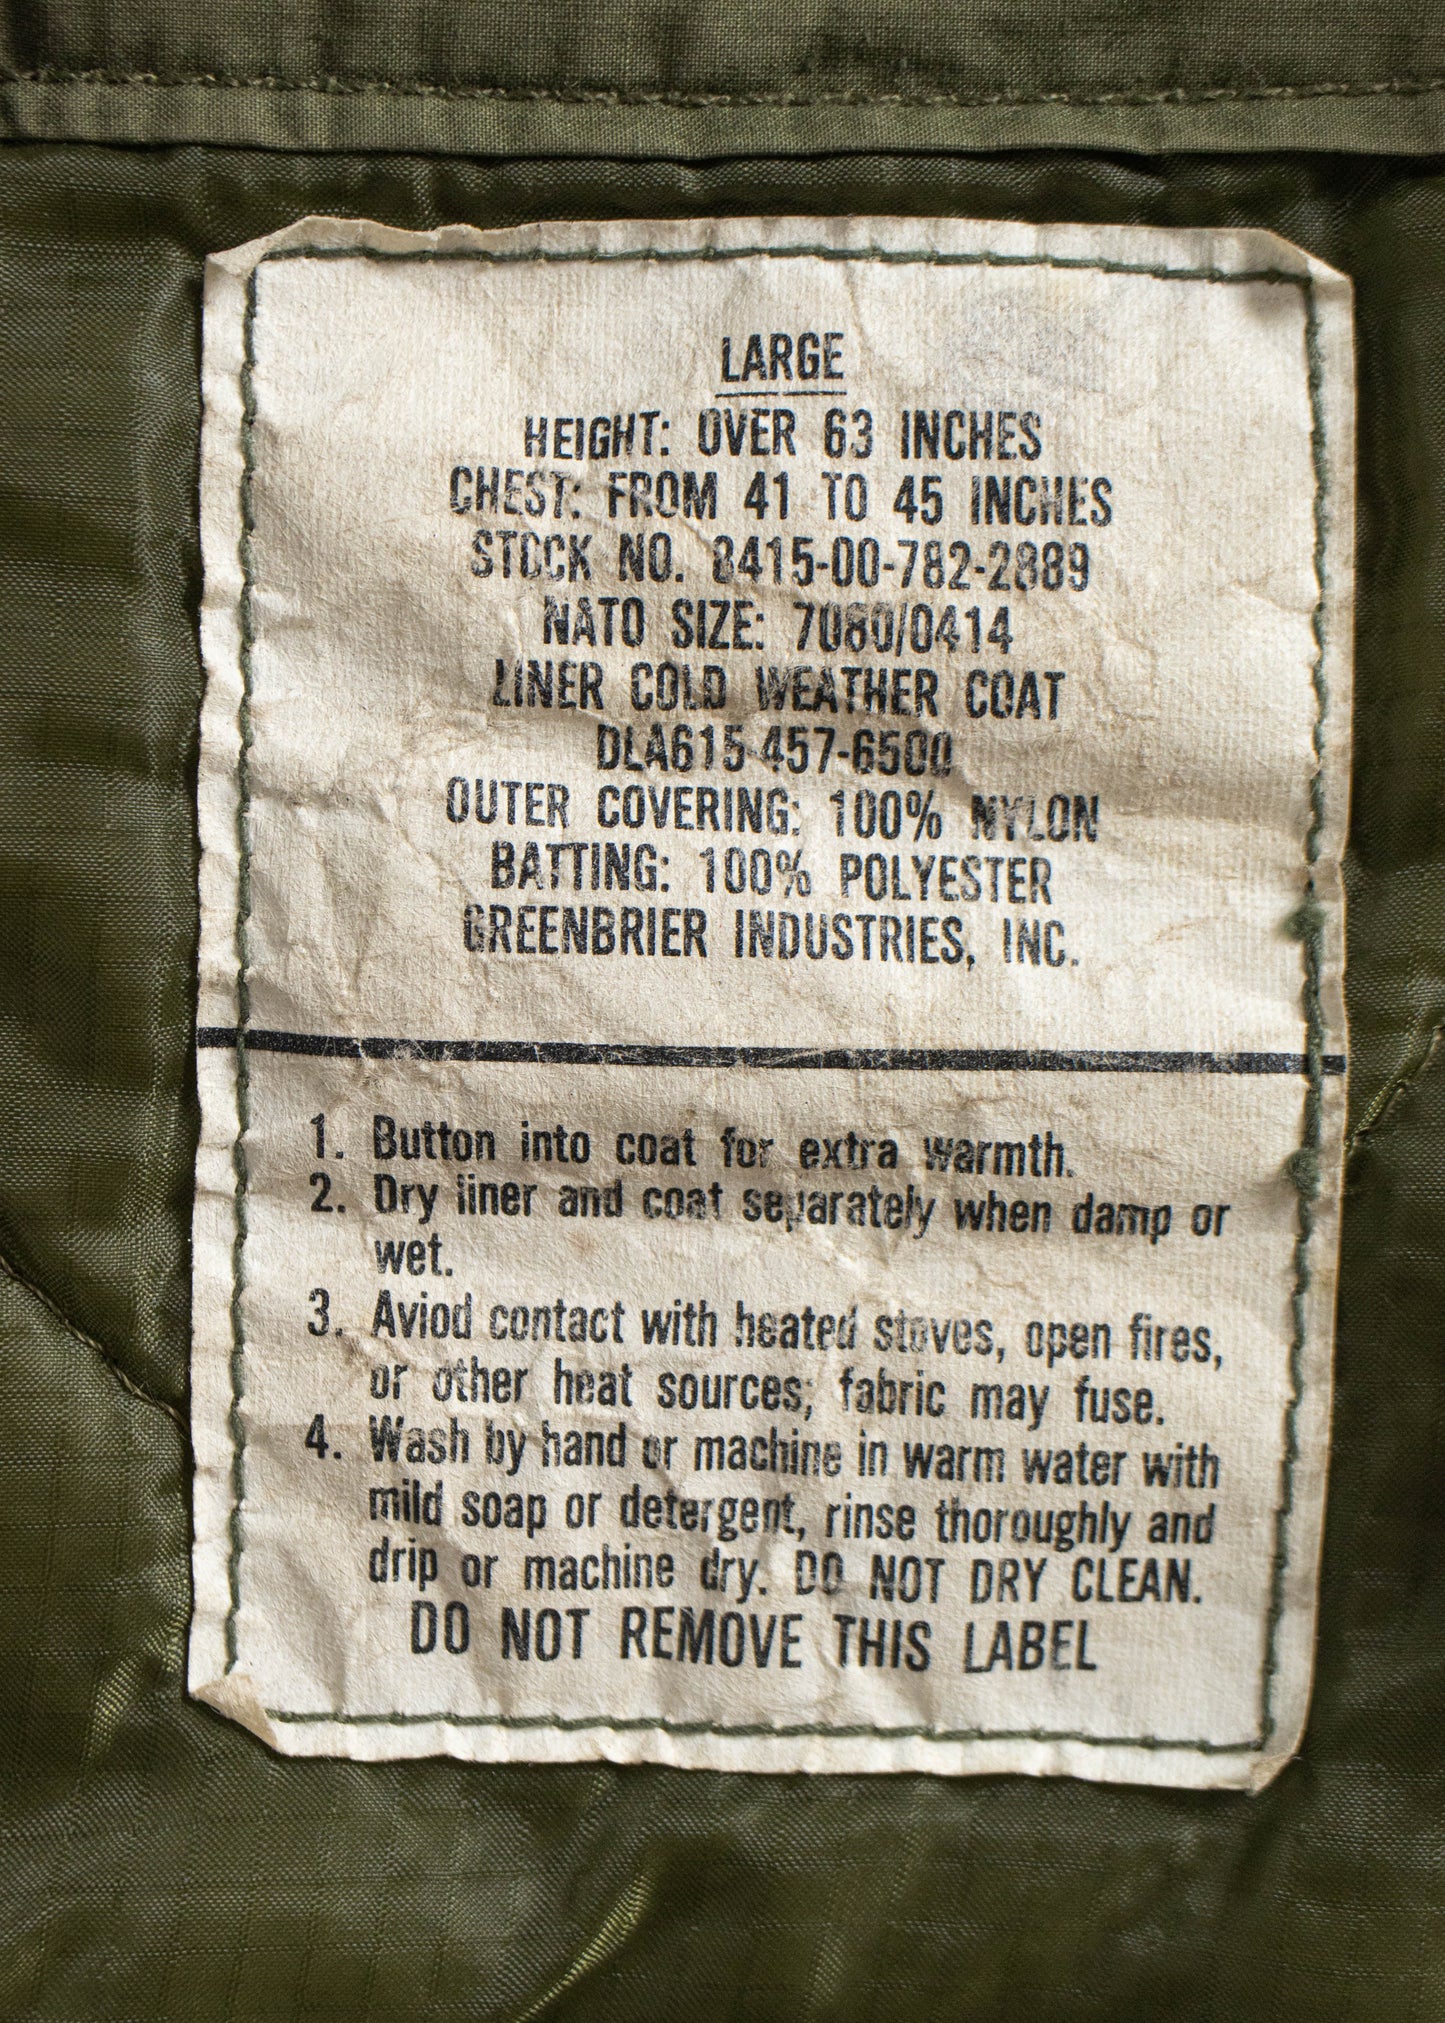 LARGE
HEIGHT: OVER 63 INCHES
CHEST: FROM 41 TO 45 INCHES
STOCK NO. 8415-00-782-2889
NATO SIZE: 7080/0414
LINER COLD WEATHER COAT
DLA615-457-6500
OUTER COVERING: 100% NYLON
BATTING: 100% POLYESTER
GREENBRIER INDUSTRIES, INC.
1. Button into coat for extra warmth.
2. Dry liner and coat separately when damp or
wet.
3. Aviod contact with heated stoves, open fires,
or other heat sources; fabric may fuse.
4. Wash by hand or machine in warm water with
mild soap or detergent, rinse thoroughly and
drip or machine dry. DO NOT DRY CLEAN.
DO NOT REMOVE THIS LABEL